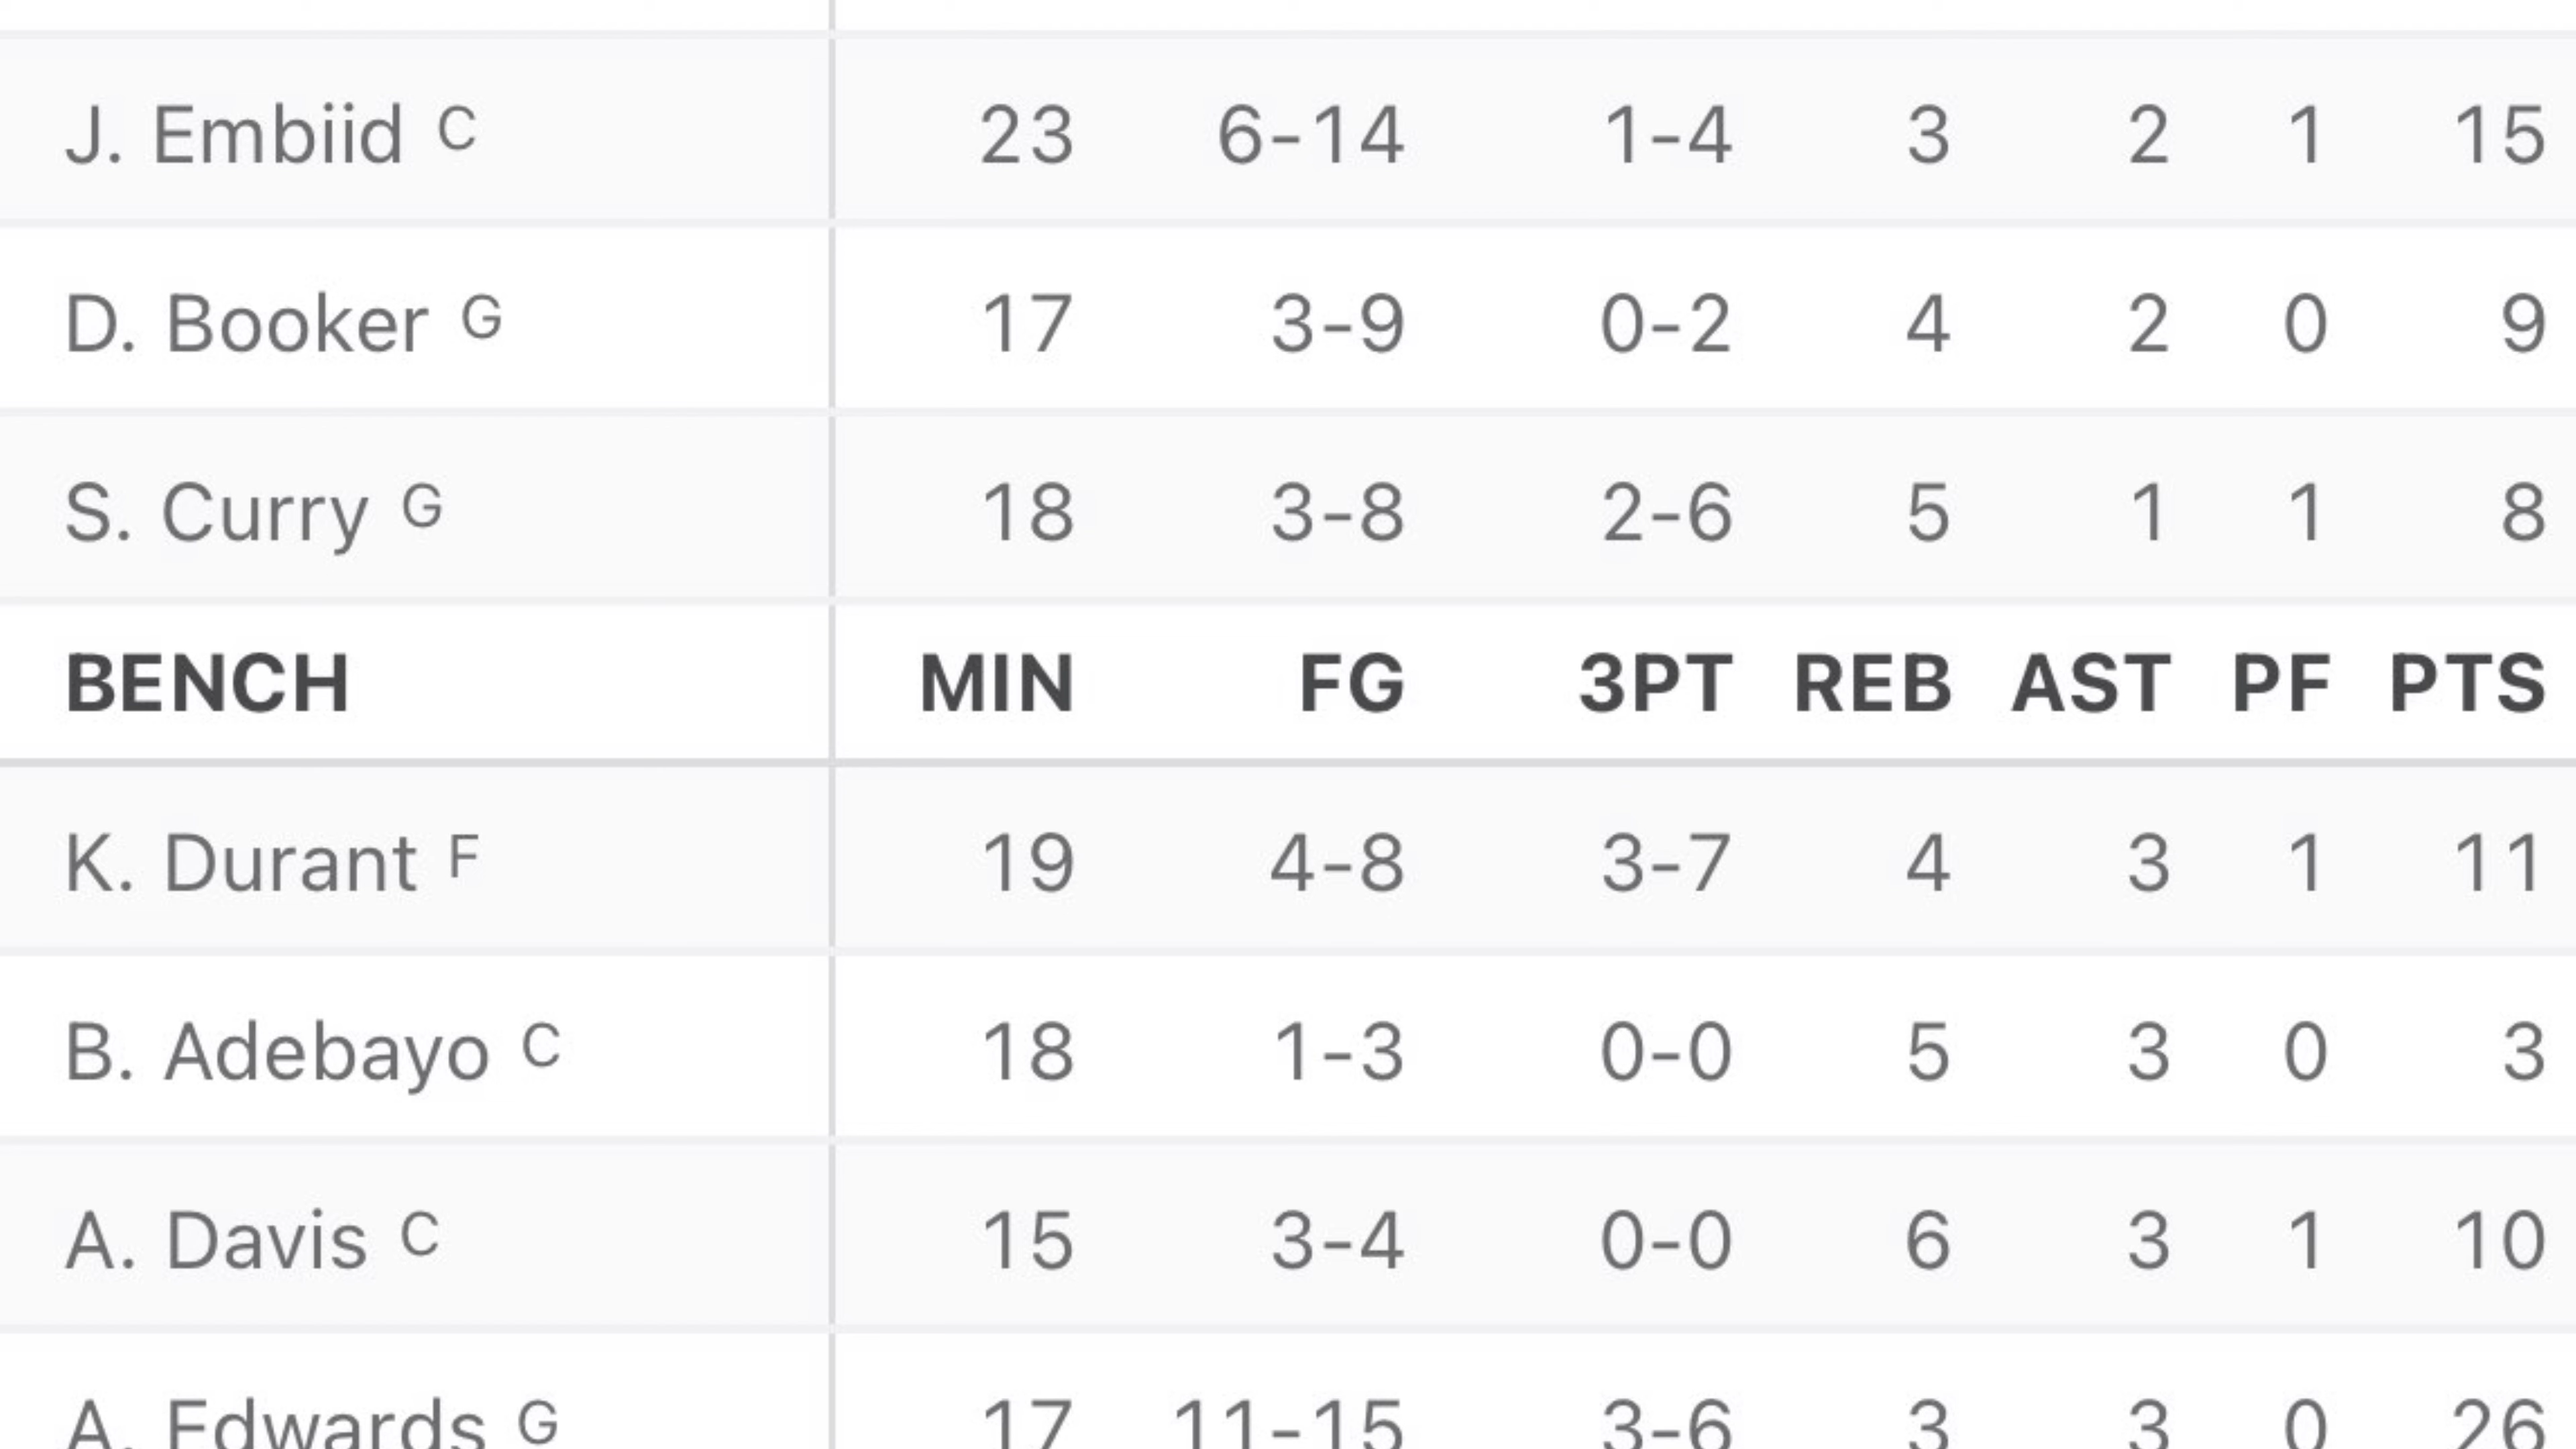 J. Embiid C 23 6-14 1-4 3 2 1 15
D. Booker G 17 3-9 0-2 4 2 0 9
S. Curry G 18 3-8 2-6 5 1 1 8
BENCH MIN FG 3PT REB AST PF PTS
K. Durant F 19 4-8 3-7 4 3 1 11
B. Adebayo C 18 1-3 0-0 5 3 0 3
A. Davis C 15 3-4 0-0 6 3 1 10
A. Edwards G 17 11-15 3-6 3 3 0 26